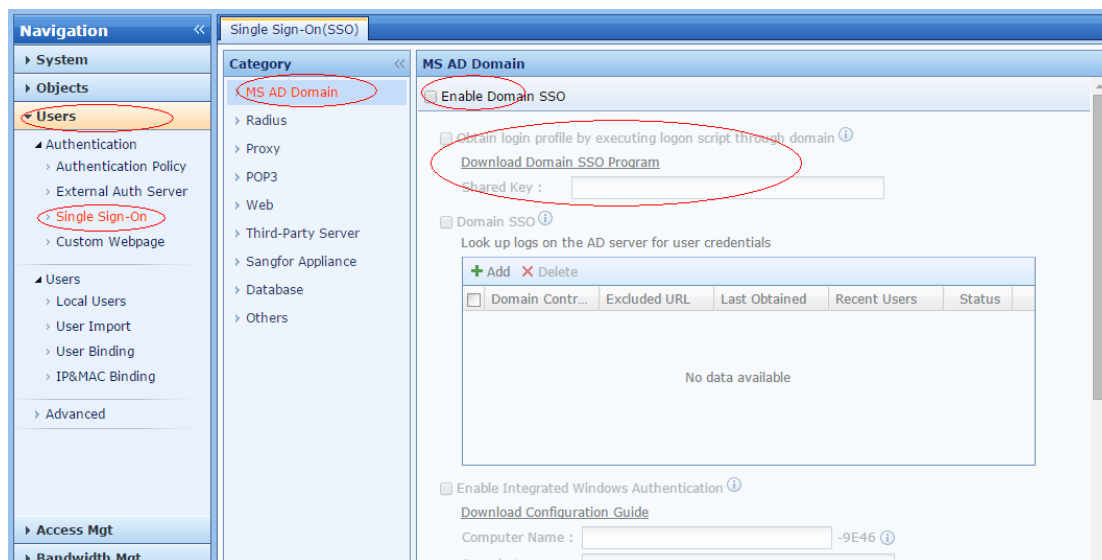 Navigation
System
Objects
Users
Authentication
Authentication Policy
External Auth Server
Single Sign-On
Custom Webpage
Users
Local Users
User Import
User Binding
IP&MAC Binding
Advanced
Access Mgt
Bandwidth Mgt
Single Sign-On(SSO)
Category
MS AD Domain
Radius
Proxy
POP3
Web
Third-Party Server
Sangfor Appliance
Database
Others
MS AD Domain
Enable Domain SSO
Obtain login profile by executing logon script through domain
Download Domain SSO Program
Shared Key :
Domain SSO
Look up logs on the AD server for user credentials
Add Delete
Domain Contr... Excluded URL Last Obtained Recent Users Status
No data available
Enable Integrated Windows Authentication
Download Configuration Guide
Computer Name : -9E46